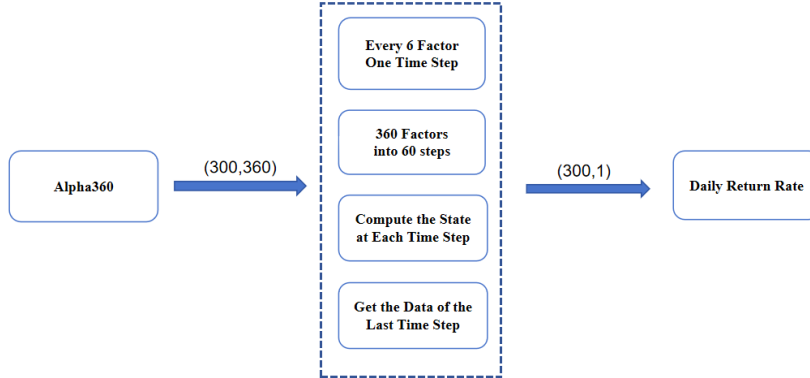 Every 6 Factor
One Time Step
360 Factors
into 60 steps
(300,360)
(300,1)
Alpha360
Daily Return Rate
Compute the State
at Each Time Step
Get the Data of the
Last Time Step